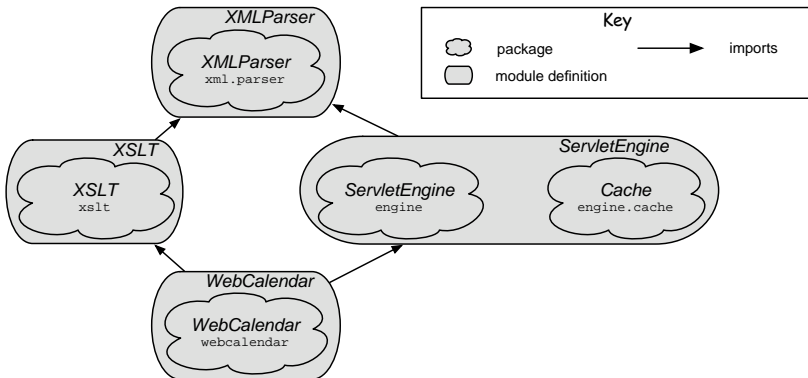 XMLParser
XMLParser
xml.parser
Key
package
imports
module definition
XSLT
XSLT
xslt
ServletEngine
ServletEngine
engine
Cache
engine.cache
WebCalendar
WebCalendar
webcalendar